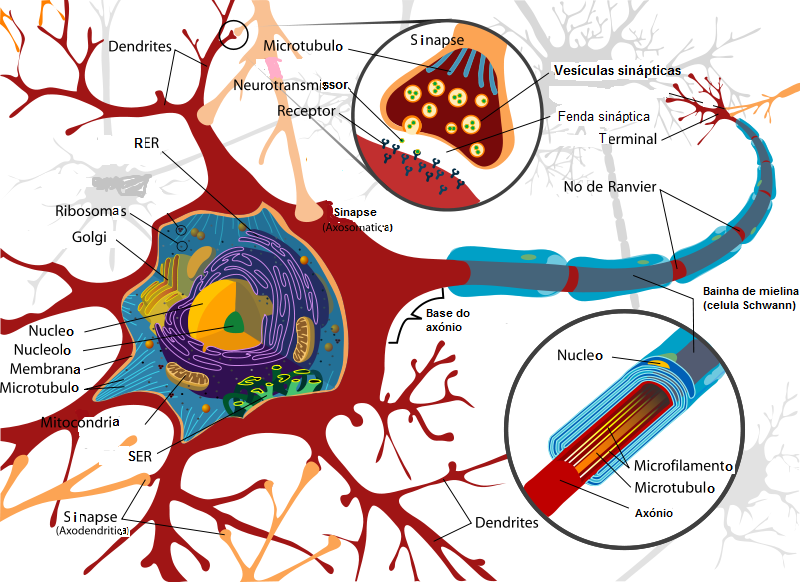 Dendrites
Microtubulo
Sinapse
Neurotransmissor
Vesículas sinápticas
Receptor
Fenda sináptica
Terminal
RER
No de Ranvier
Ribosomas
Sinapse
(Axosomatica)
Golgi
Bainha de mielina
(celula Schwann)
Base do
axónio
Nucleo
Nucleolo
Membrana
Microtubulo
Nucleo
Mitocondria
SER
Microfilamento
Microtubulo
Axónio
Sinapse
(Axodendritica)
Dendrites